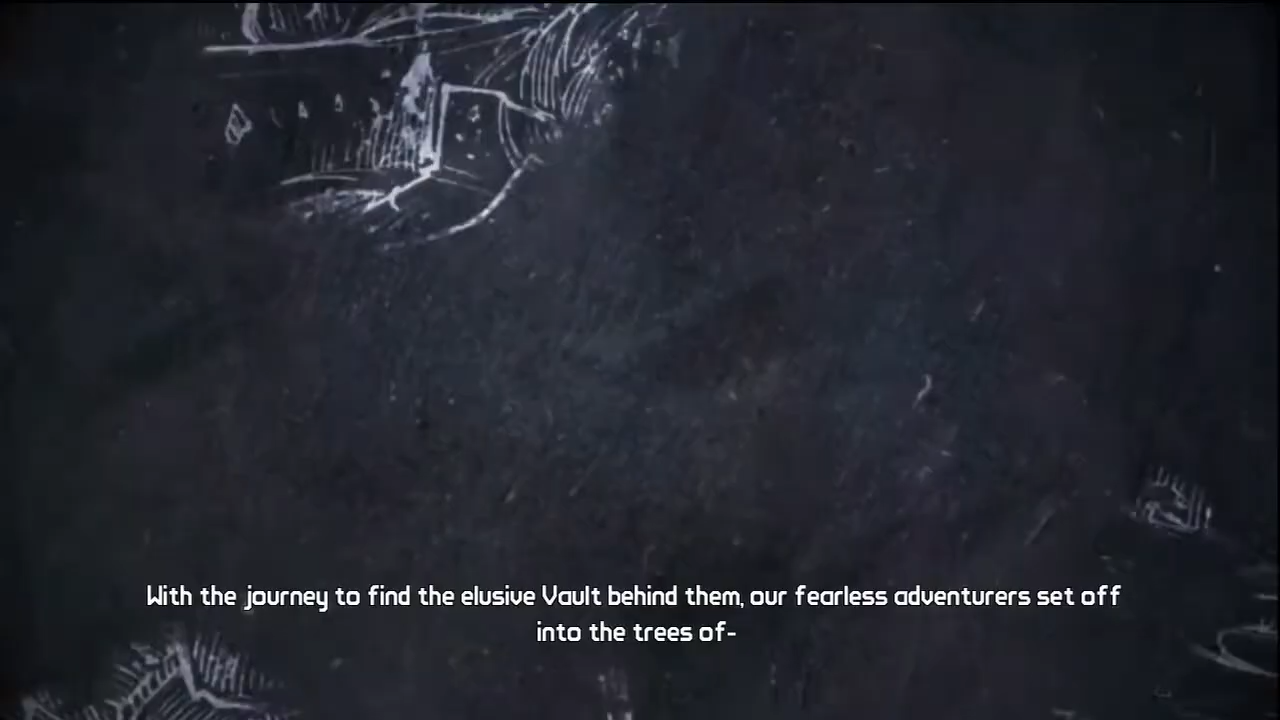 With the journey to find the elusive Vault behind them, our fearless adventurers set off
into the trees of-